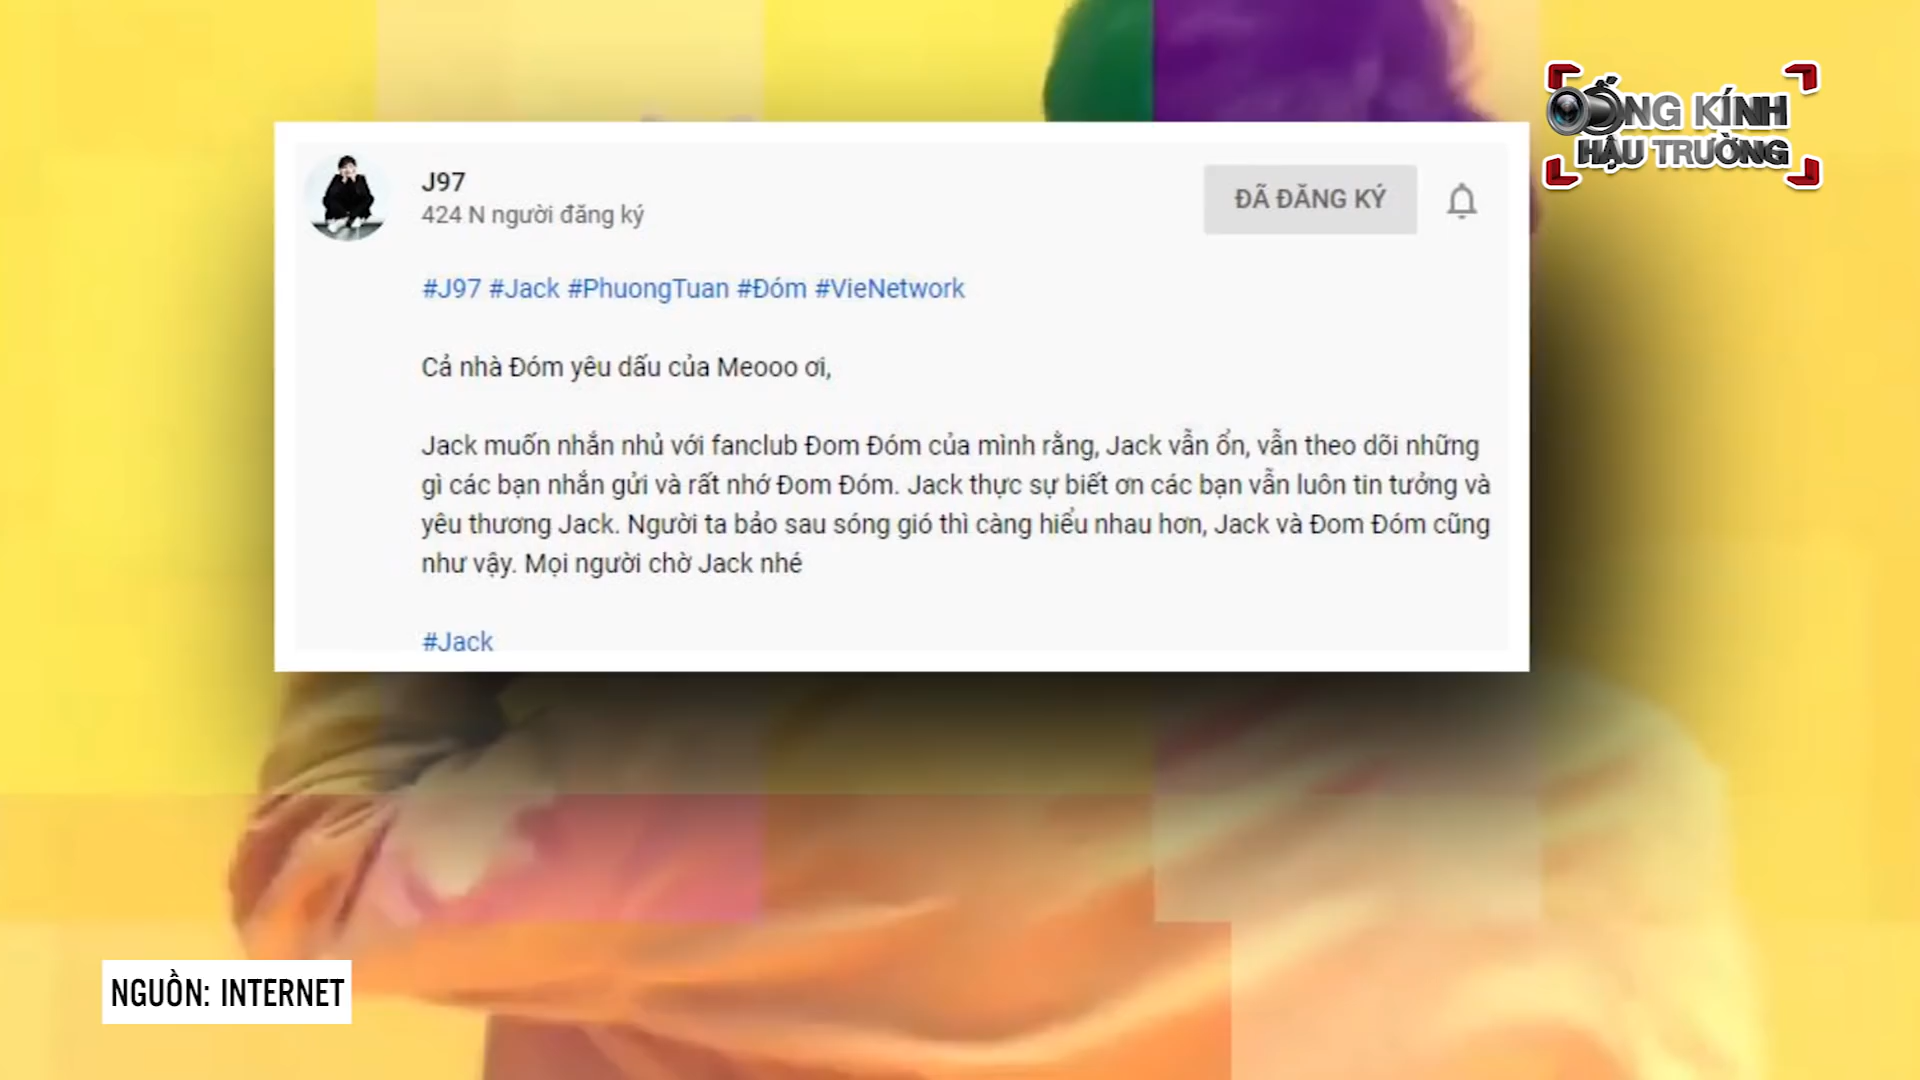 ỐNG KÍNH
HẬU TRƯỜNG
J97
424 N người đăng ký
ĐÃ ĐĂNG KÝ
#J97 #Jack #PhuongTuan #Đóm #VieNetwork
Cả nhà Đóm yêu dấu của Meooo ơi,
Jack muốn nhắn nhủ với fanclub Đom Đóm của mình rằng, Jack vẫn ổn, vẫn theo dõi những
gì các bạn nhắn gửi và rất nhớ Đom Đóm. Jack thực sự biết ơn các bạn vẫn luôn tin tưởng và
yêu thương Jack. Người ta bảo sau sóng gió thì càng hiểu nhau hơn, Jack và Đom Đóm cũng
như vậy. Mọi người chờ Jack nhé
#Jack
NGUỒN: INTERNET